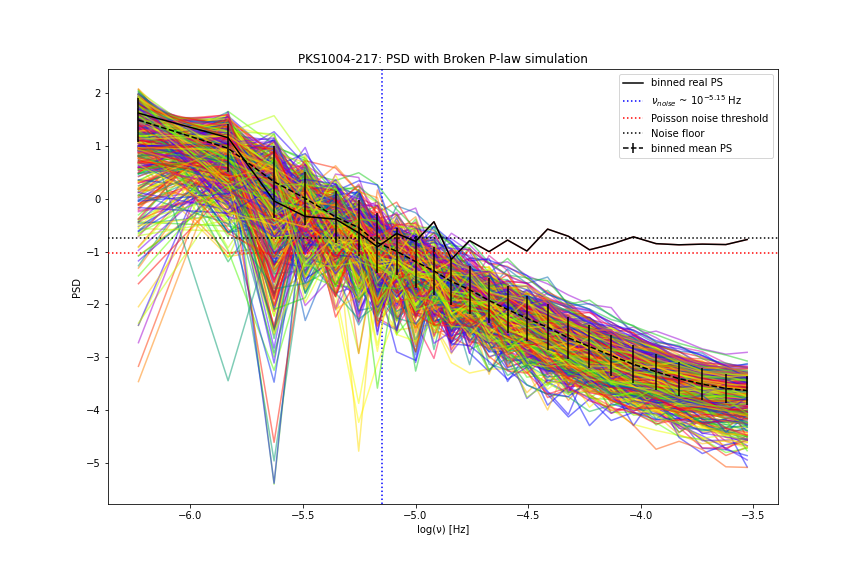 PKS1004-217: PSD with Broken P-law simulation
binned real PS
ν_noise ~ 10^−5.15 Hz
Poisson noise threshold
Noise floor
binned mean PS
PSD
2
1
0
−1
−2
−3
−4
−5
−6.0 −5.5 −5.0 −4.5 −4.0 −3.5
log(ν) [Hz]